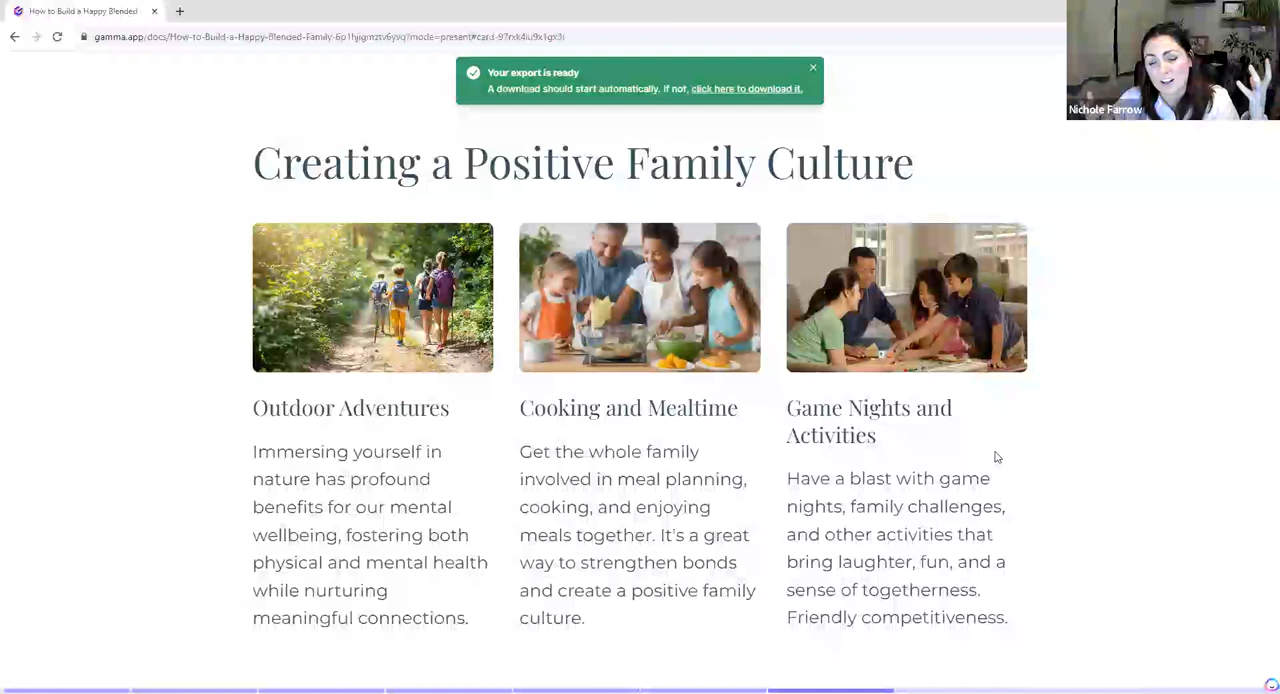 How to Build a Happy Blended
gamma.app/docs/How-to-Build-a-Happy-Blended-Family
Your export is ready
A download should start automatically. If not, click here to download it.
Nichole Farrow
Creating a Positive Family Culture
Outdoor Adventures
Immersing yourself in
nature has profound
benefits for our mental
wellbeing, fostering both
physical and mental health
while nurturing
meaningful connections.
Cooking and Mealtime
Get the whole family
involved in meal planning,
cooking, and enjoying
meals together. It's a great
way to strengthen bonds
and create a positive family
culture.
Game Nights and
Activities
Have a blast with game
nights, family challenges,
and other activities that
bring laughter, fun, and a
sense of togetherness.
Friendly competitiveness.